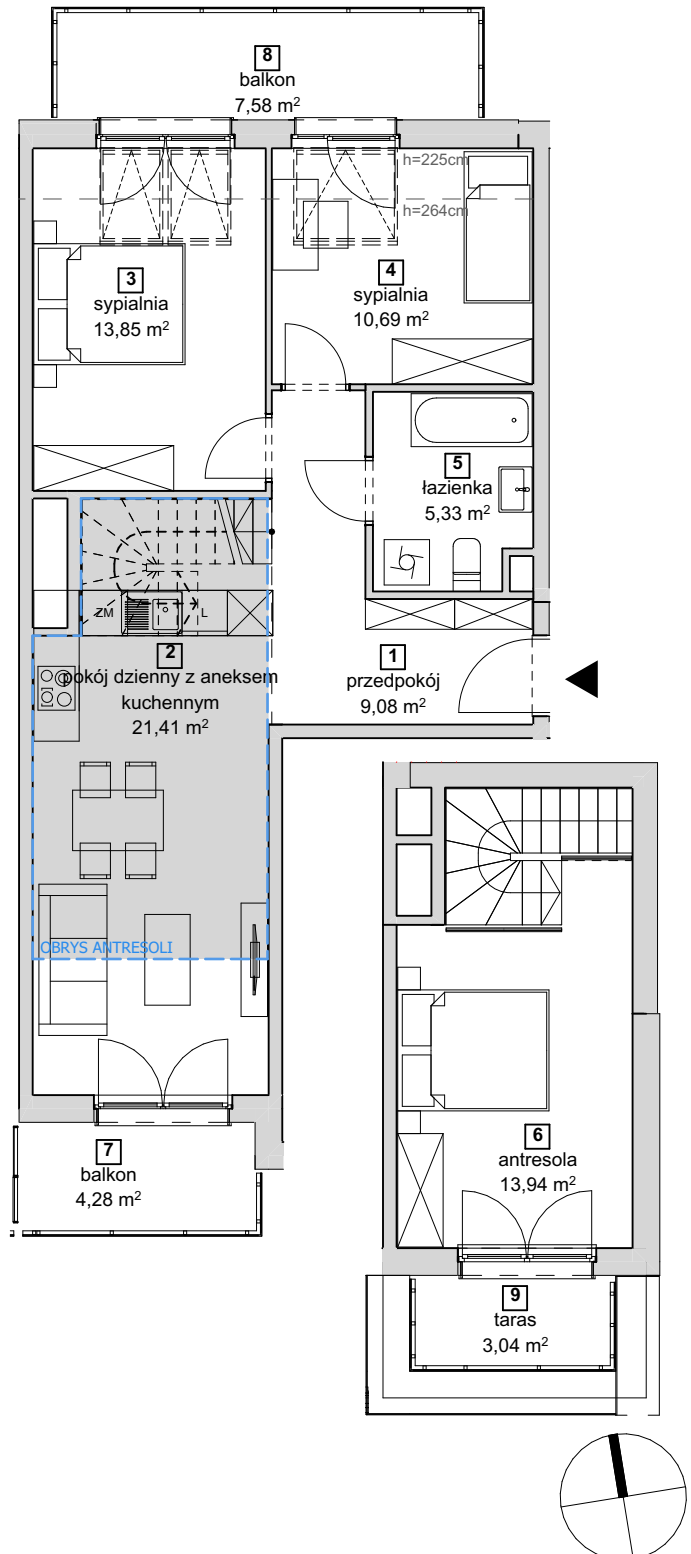 8
balkon
7,58 m²
h=225cm
h=264cm
3
sypialnia
13,85 m²
4
sypialnia
10,69 m²
5
łazienka
5,33 m²
ZM
L
2
pokój dzienny z aneksem
kuchennym
21,41 m²
1
przedpokój
9,08 m²
OBRYS ANTRESOLI
7
balkon
4,28 m²
6
antresola
13,94 m²
9
taras
3,04 m²